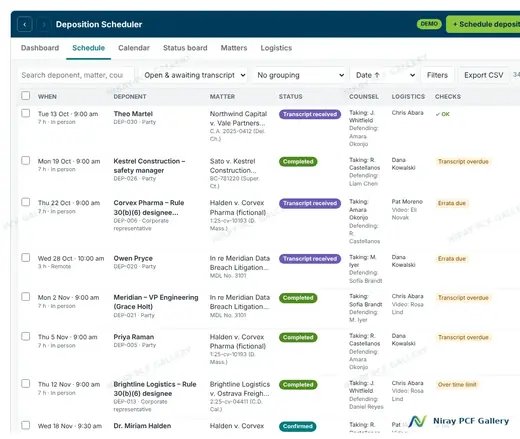 Deposition Scheduler
DEMO
+ Schedule deposit
Dashboard Schedule Calendar Status board Matters Logistics
Search deponent, matter, cou
Open & awaiting transcript
No grouping
Date ↑
Filters
Export CSV
WHEN DEPONENT MATTER STATUS COUNSEL LOGISTICS CHECKS
Tue 13 Oct · 9:00 am
7 h · In person
Theo Martel
DEP-030 · Party
Northwind Capital
v. Vale Partners...
C.A. 2025-0412 (Del.
Ch.)
Transcript received
Taking: J.
Whitfield
Defending:
Amara
Okonjo
Chris Abara
✓ OK
Mon 19 Oct · 9:00 am
7 h · In person
Kestrel Construction –
safety manager
DEP-026 · Party
Sato v. Kestrel
Construction...
BC-781220 (Super.
Ct.)
Completed
Taking: R.
Castellanos
Defending:
Liam Chen
Dana
Kowalski
Transcript overdue
Thu 22 Oct · 9:00 am
7 h · In person
Corvex Pharma – Rule
30(b)(6) designee...
DEP-006 · Corporate
representative
Halden v. Corvex
Pharma (fictional)
1:25-cv-10193 (D.
Mass.)
Transcript received
Taking:
Amara
Okonjo
Defending:
R.
Castellanos
Pat Moreno
Video: Eli
Novak
Errata due
Wed 28 Oct · 10:00 am
3 h · Remote
Owen Pryce
DEP-020 · Party
In re Meridian Data
Breach Litigation...
MDL No. 3101
Transcript received
Taking: M.
Iyer
Defending:
Sofia Brandt
Dana
Kowalski
Errata due
Mon 2 Nov · 9:00 am
7 h · In person
Meridian – VP Engineering
(Grace Holt)
DEP-021 · Party
In re Meridian Data
Breach Litigation...
MDL No. 3101
Completed
Taking:
Sofia Brandt
Defending:
M. Iyer
Chris Abara
Video: Rosa
Lind
Transcript overdue
Thu 5 Nov · 9:00 am
7 h · In person
Priya Raman
DEP-005 · Party
Halden v. Corvex
Pharma (fictional)
1:25-cv-10193 (D.
Mass.)
Completed
Taking: R.
Castellanos
Defending:
Amara
Okonjo
Dana
Kowalski
Transcript overdue
Thu 12 Nov · 9:00 am
7 h · In person
Brightline Logistics – Rule
30(b)(6) designee
DEP-013 · Corporate
representative
Brightline Logistics
v. Ostrava Freigh...
2:25-cv-04411 (C.D.
Cal.)
Completed
Taking: J.
Whitfield
Defending:
Daniel Reyes
Chris Abara
Video: Rosa
Lind
Over time limit
Wed 18 Nov · 9:30 am
Dr. Miriam Halden
Halden v. Corvex
Confirmed
Taking: R.
Niray PCF Gallery